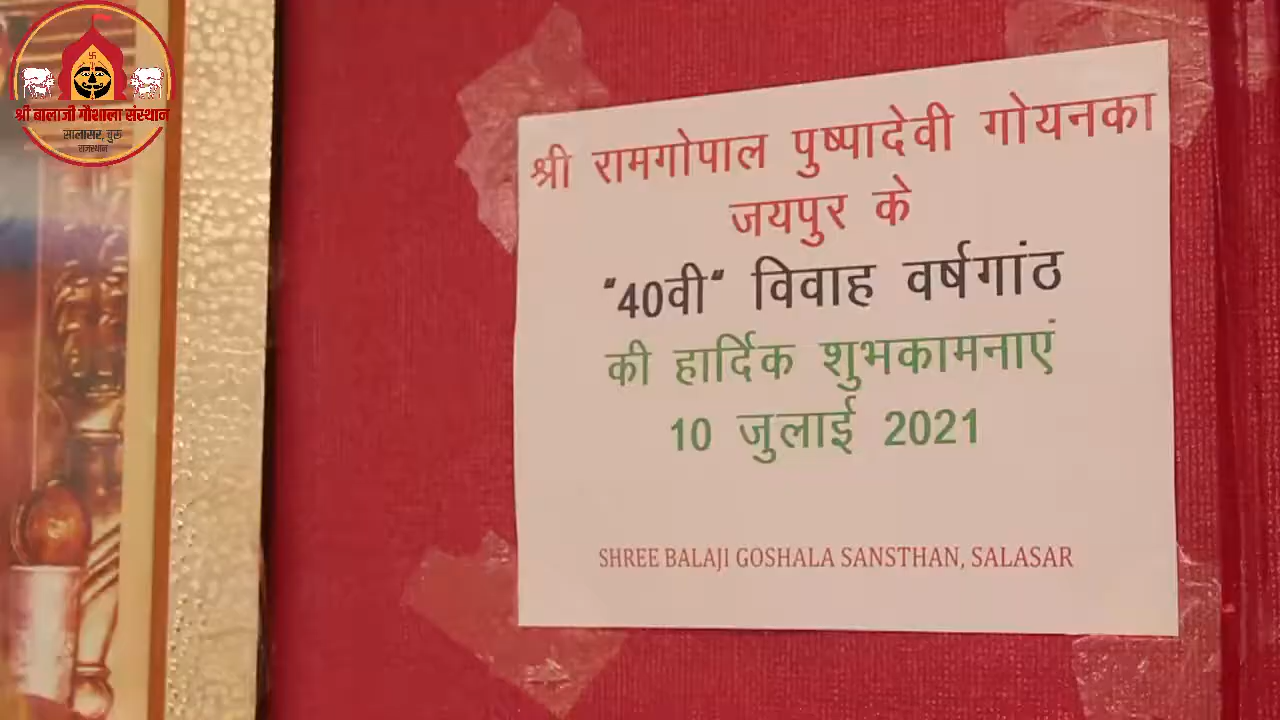 श्री बालाजी गौशाला संस्थान
सालासर, चुरू
राजस्थान
श्री रामगोपाल पुष्पादेवी गोयनका
जयपुर के
"40वी" विवाह वर्षगांठ
की हार्दिक शुभकामनाएं
10 जुलाई 2021
SHREE BALAJI GOSHALA SANSTHAN, SALASAR